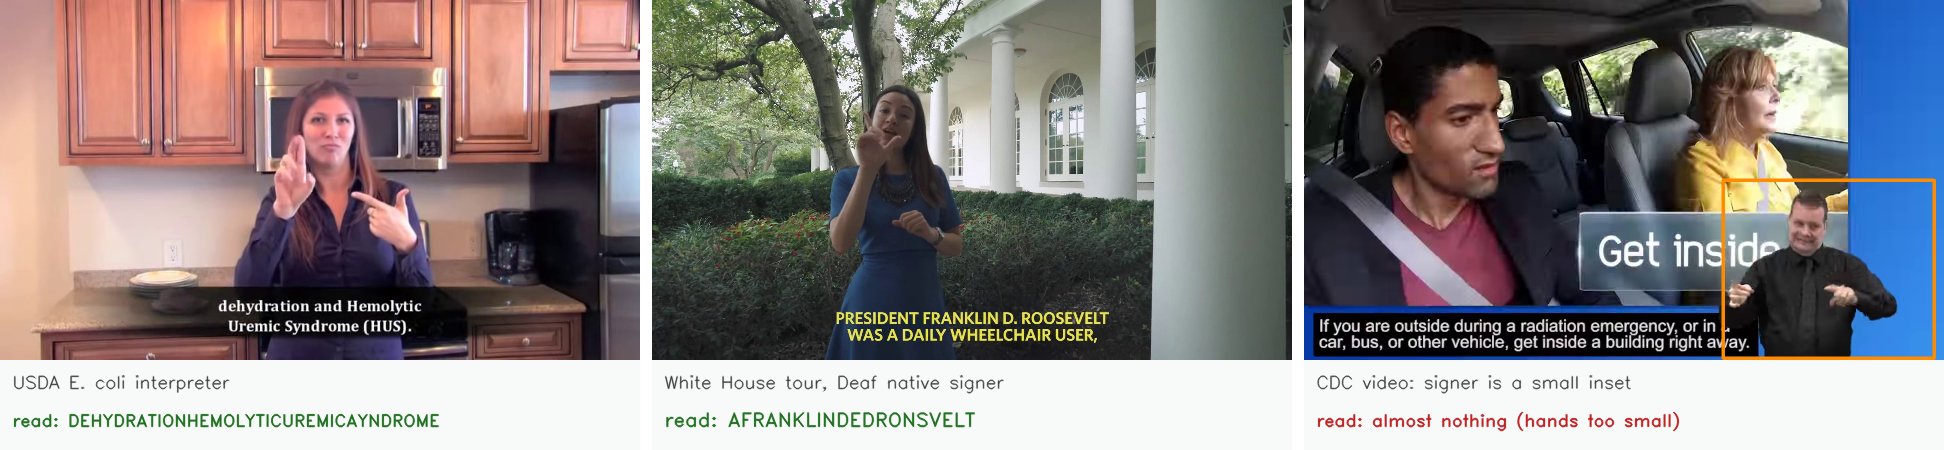 dehydration and Hemolytic
Uremic Syndrome (HUS).
USDA E. coli interpreter
read: DEHYDRATIONHEMOLYTICUREMICAYNDROME
PRESIDENT FRANKLIN D. ROOSEVELT
WAS A DAILY WHEELCHAIR USER,
White House tour, Deaf native signer
read: AFRANKLINDEDRONSVELT
Get inside
If you are outside during a radiation emergency, or in
car, bus, or other vehicle, get inside a building right away.
CDC video: signer is a small inset
read: almost nothing (hands too small)